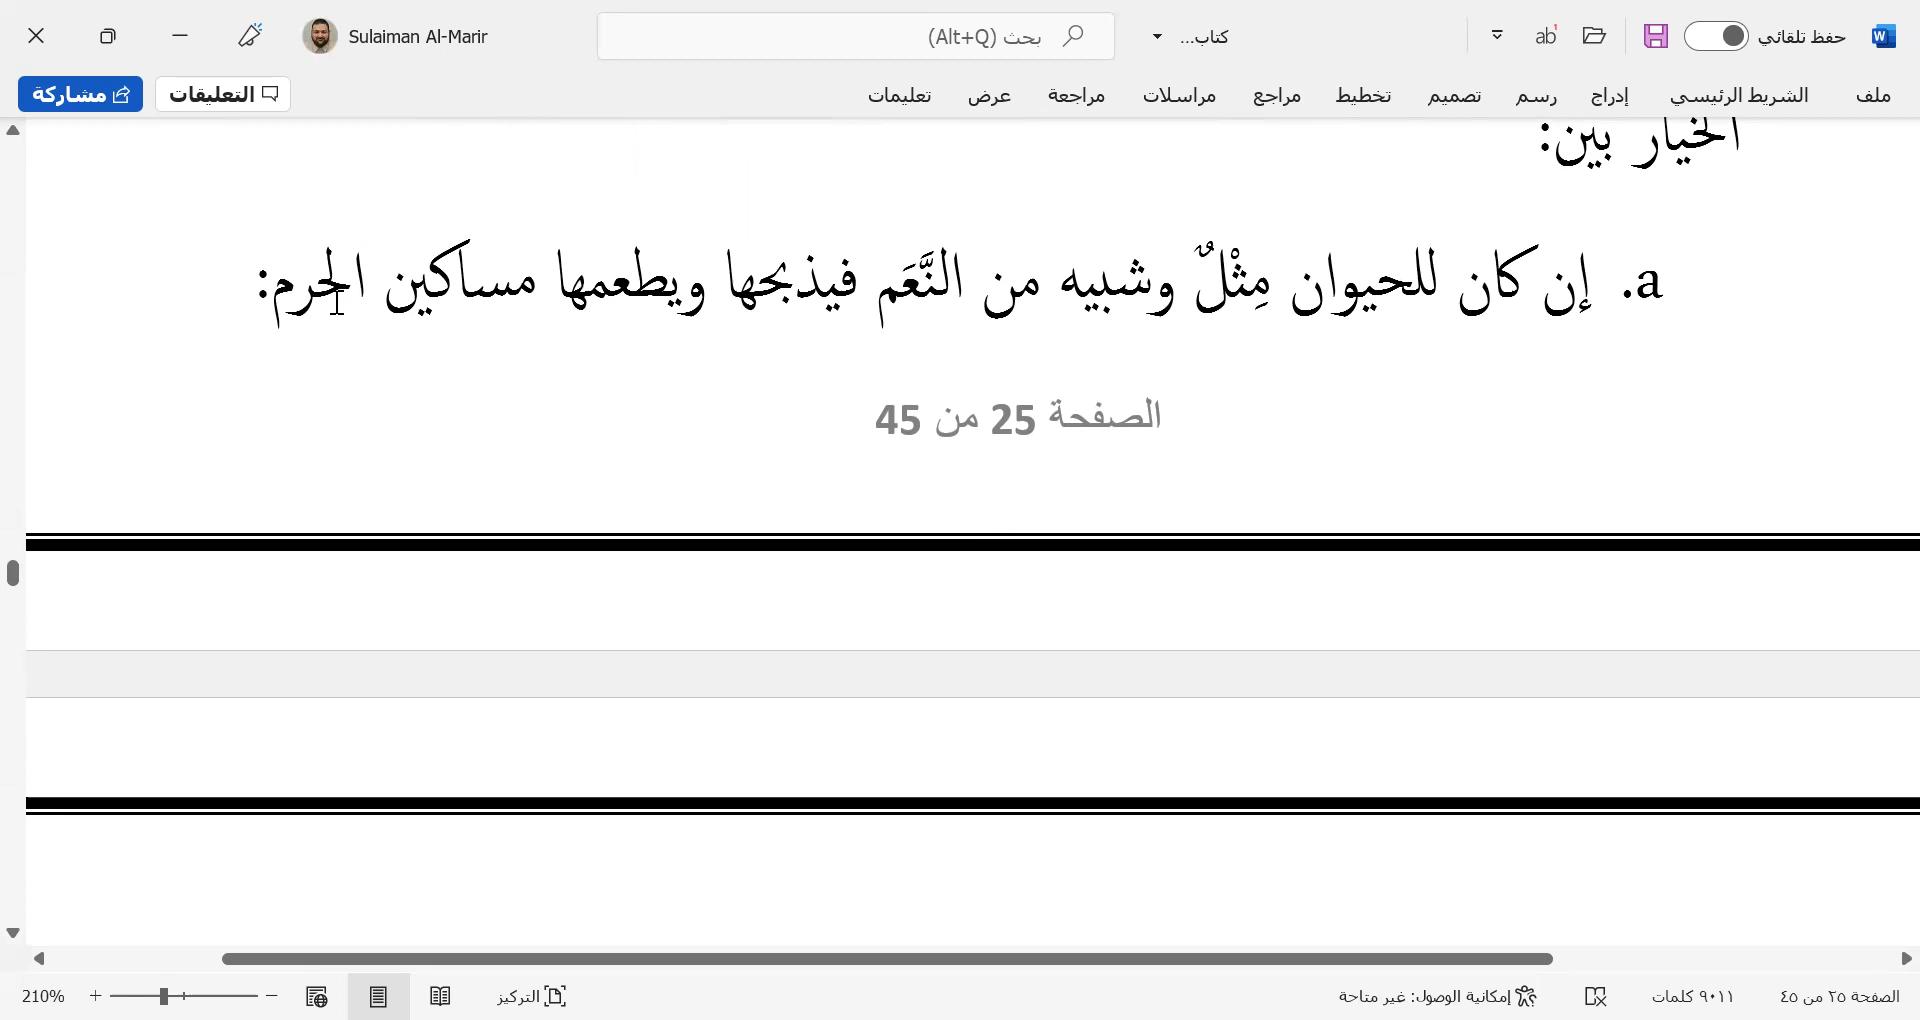 حفظ تلقائي
ab
كتاب...
بحث (Alt+Q)
Sulaiman Al-Marir
ملف
الشريط الرئيسي
إدراج
رسم
تصميم
تخطيط
مراجع
مراسلات
مراجعة
عرض
تعليمات
التعليقات
مشاركة
الخيار بين:
a. إن كان للحيوان مِثْلٌ وشبيه من النَّعَم فيذبحها ويطعمها مساكين الحرم:
الصفحة 25 من 45
الصفحة ٢٥ من ٤٥
٩٠١١ كلمات
إمكانية الوصول: غير متاحة
التركيز
210%